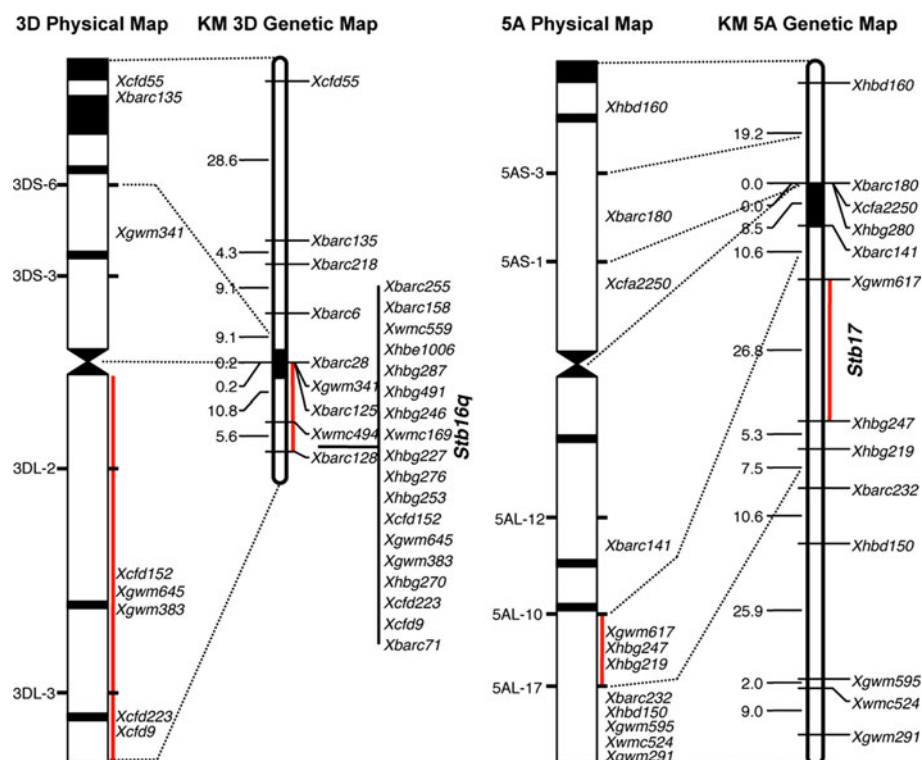 3D Physical Map
KM 3D Genetic Map
Xcfd55
Xbarc135
3DS-6
Xgwm341
3DS-3
3DL-2
Xcfd152
Xgwm645
Xgwm383
3DL-3
Xcfd223
Xcfd9
28.6
4.3
9.1
9.1
0.2
0.2
10.8
5.6
Xcfd55
Xbarc135
Xbarc218
Xbarc6
Xbarc28
Xgwm341
Xbarc125
Xwmc494
Xbarc128
Xbarc255
Xbarc158
Xwmc559
Xhbe1006
Xhbg287
Xhbg491
Xhbg246
Xwmc169
Xhbg227
Xhbg276
Xhbg253
Xcfd152
Xgwm645
Xgwm383
Xhbg270
Xcfd223
Xcfd9
Xbarc71
Stb16q
5A Physical Map
KM 5A Genetic Map
Xhbd160
5AS-3
Xbarc180
5AS-1
Xcfa2250
5AL-12
Xbarc141
5AL-10
Xgwm617
Xhbg247
Xhbg219
5AL-17
Xbarc232
Xhbd150
Xgwm595
Xwmc524
Xgwm291
19.2
0.0
0.0
8.5
10.6
26.8
5.3
7.5
10.6
25.9
2.0
9.0
Xhbd160
Xbarc180
Xcfa2250
Xhbg280
Xbarc141
Xgwm617
Stb17
Xhbg247
Xhbg219
Xbarc232
Xhbd150
Xgwm595
Xwmc524
Xgwm291